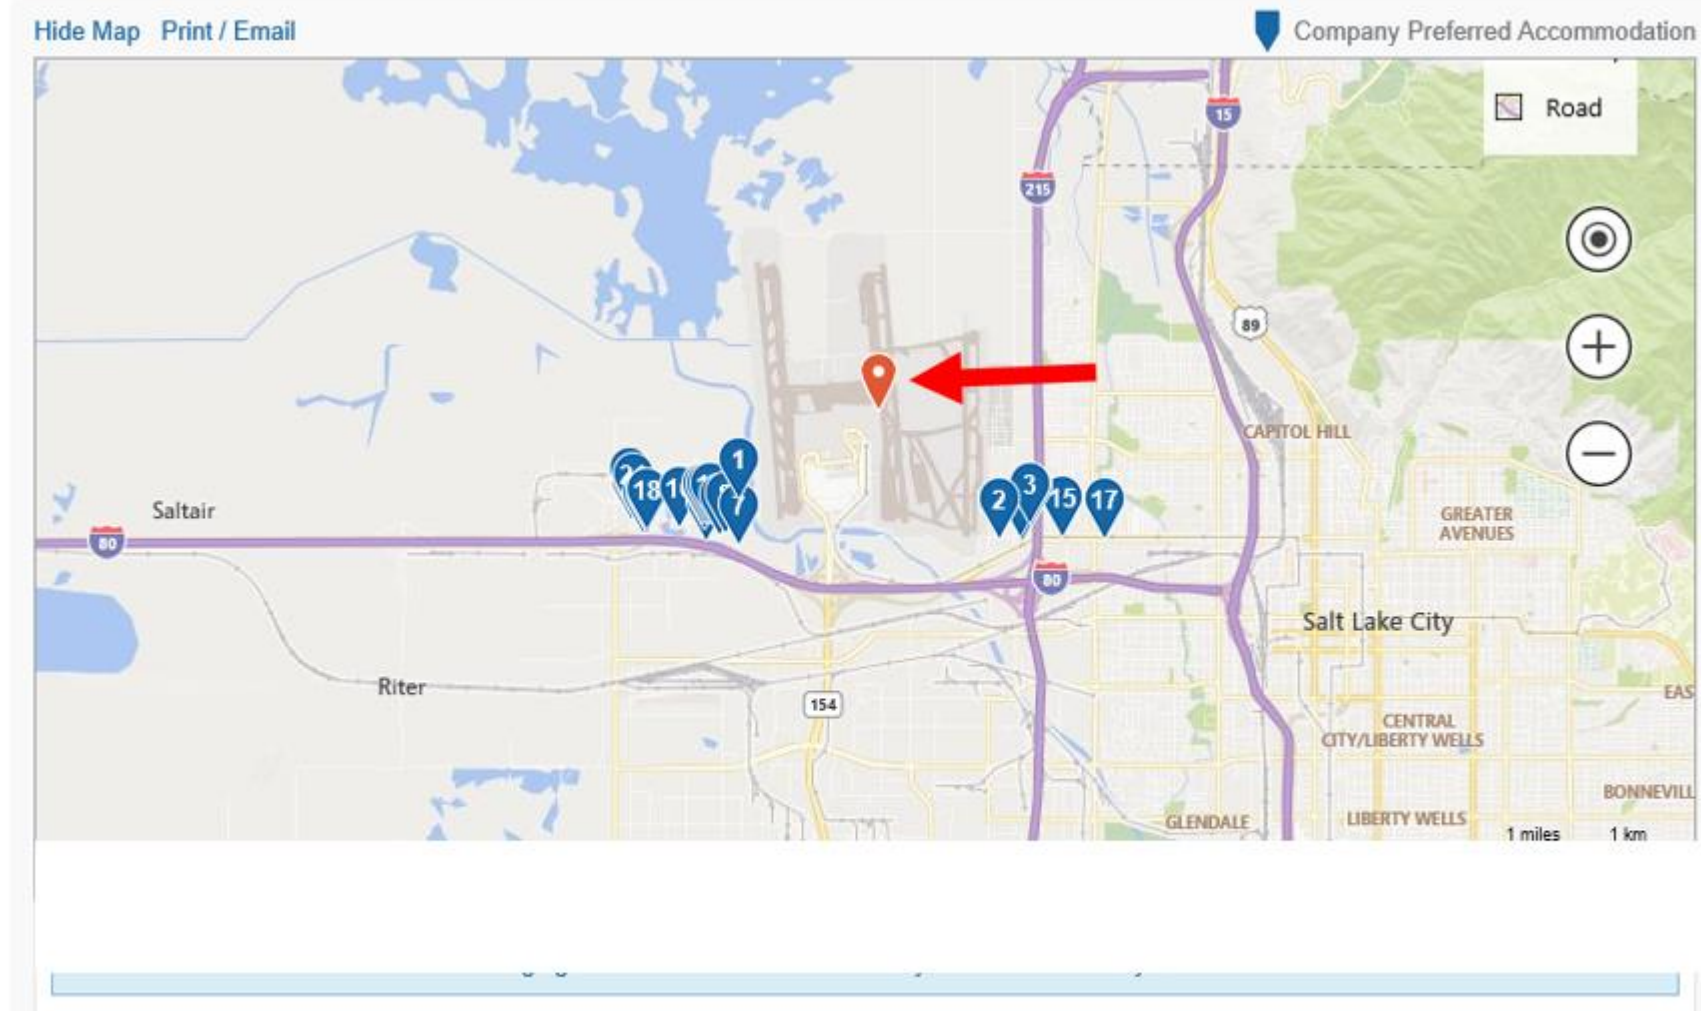 Hide Map Print / Email
Company Preferred Accommodation
Road
15
215
89
CAPITOL HILL
1
18
7
2
3
15
17
Saltair
80
GREATER
AVENUES
80
Salt Lake City
Riter
154
EAS
CENTRAL
CITY/LIBERTY WELLS
BONNEVILL
GLENDALE
LIBERTY WELLS
1 miles 1 km